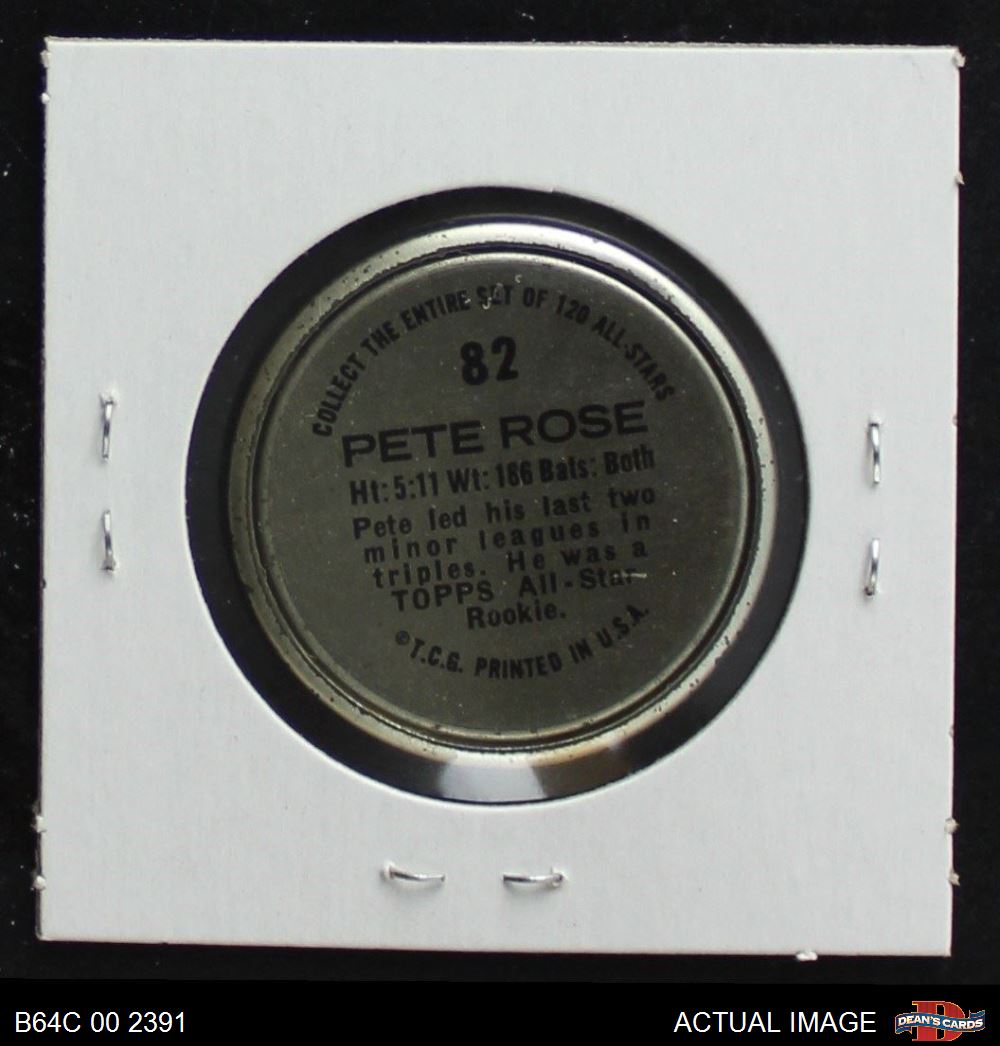 COLLECT THE ENTIRE SET OF 120 ALL-STARS
82
PETE ROSE
Ht: 5:11 Wt: 186 Bats: Both
Pete led his last two
minor leagues in
triples. He was a
TOPPS All-Star
Rookie.
©T.C.G. PRINTED IN U.S.A.
B64C 00 2391
ACTUAL IMAGE
DEAN'S CARDS